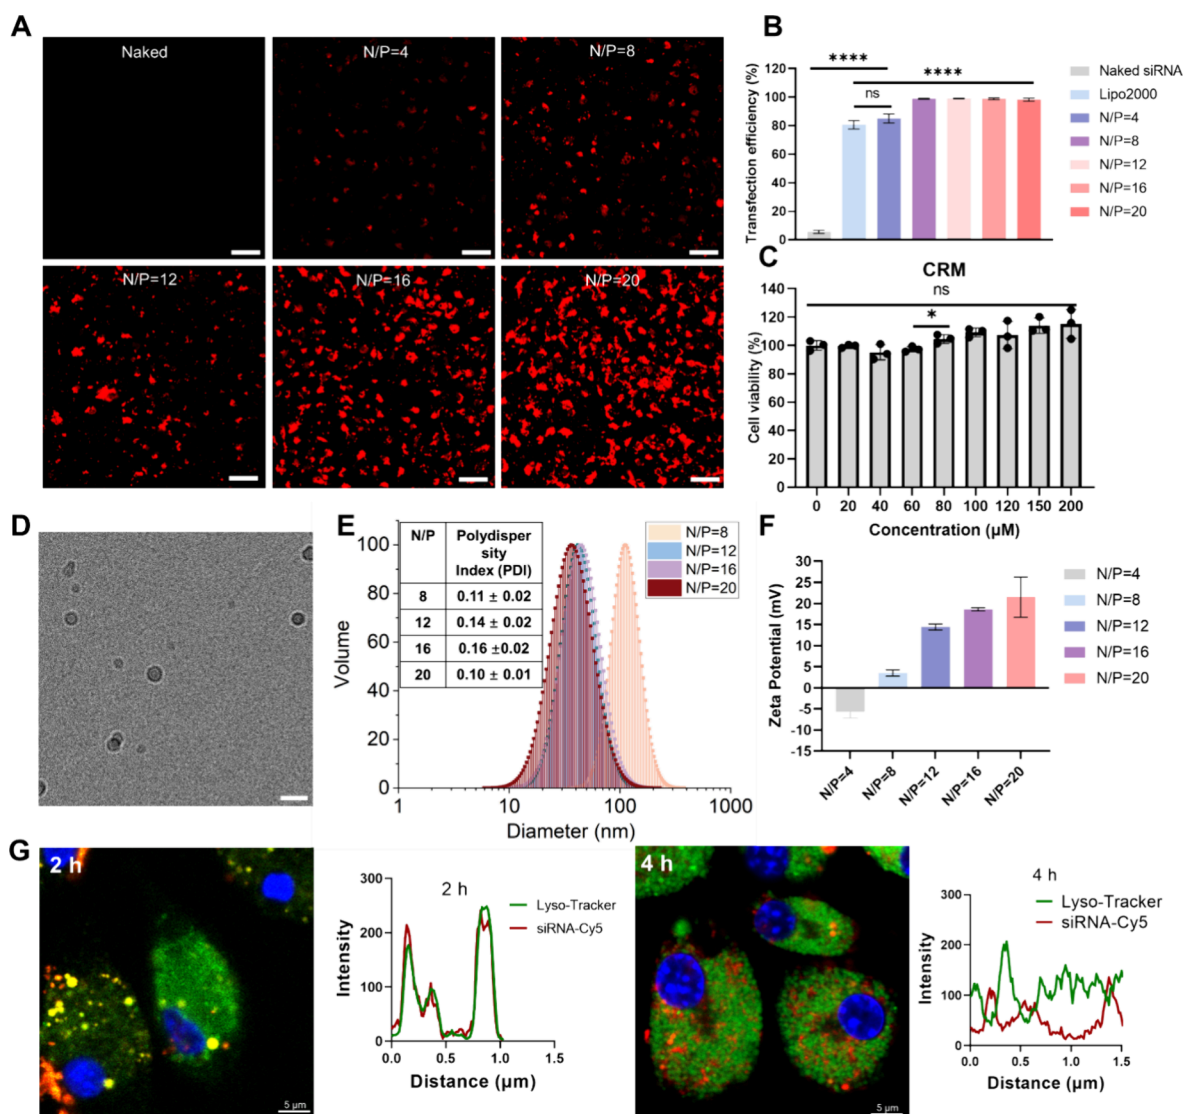 A
Naked
N/P=4
N/P=8
N/P=12
N/P=16
N/P=20
B
****
****
ns
Transfection efficiency (%)
120
100
80
60
40
20
0
Naked siRNA
Lipo2000
N/P=4
N/P=8
N/P=12
N/P=16
N/P=20
C
CRM
ns
*
Cell viability (%)
140
120
100
80
60
40
20
0
0 20 40 60 80 100 120 150 200
Concentration (µM)
D
E
N/P Polydisper
sity
Index (PDI)
8 0.11 ± 0.02
12 0.14 ± 0.02
16 0.16 ±0.02
20 0.10 ± 0.01
N/P=8
N/P=12
N/P=16
N/P=20
Volume
100
80
60
40
20
0
1 10 100 1000
Diameter (nm)
F
Zeta Potential (mV)
30
25
20
15
10
5
0
-5
-10
-15
N/P=4
N/P=8
N/P=12
N/P=16
N/P=20
N/P=4
N/P=8
N/P=12
N/P=16
N/P=20
G
2 h
5 µm
2 h
Lyso-Tracker
siRNA-Cy5
Intensity
300
200
100
0
0.0 0.5 1.0 1.5
Distance (µm)
4 h
5 µm
4 h
Lyso-Tracker
siRNA-Cy5
Intensity
300
200
100
0
0.0 0.5 1.0 1.5
Distance (µm)